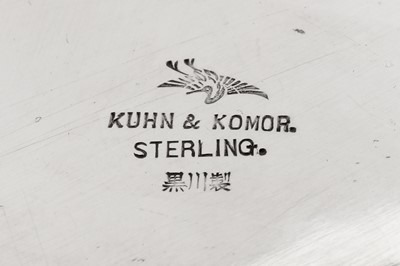 KUHN & KOMOR.
STERLING.
黒川製